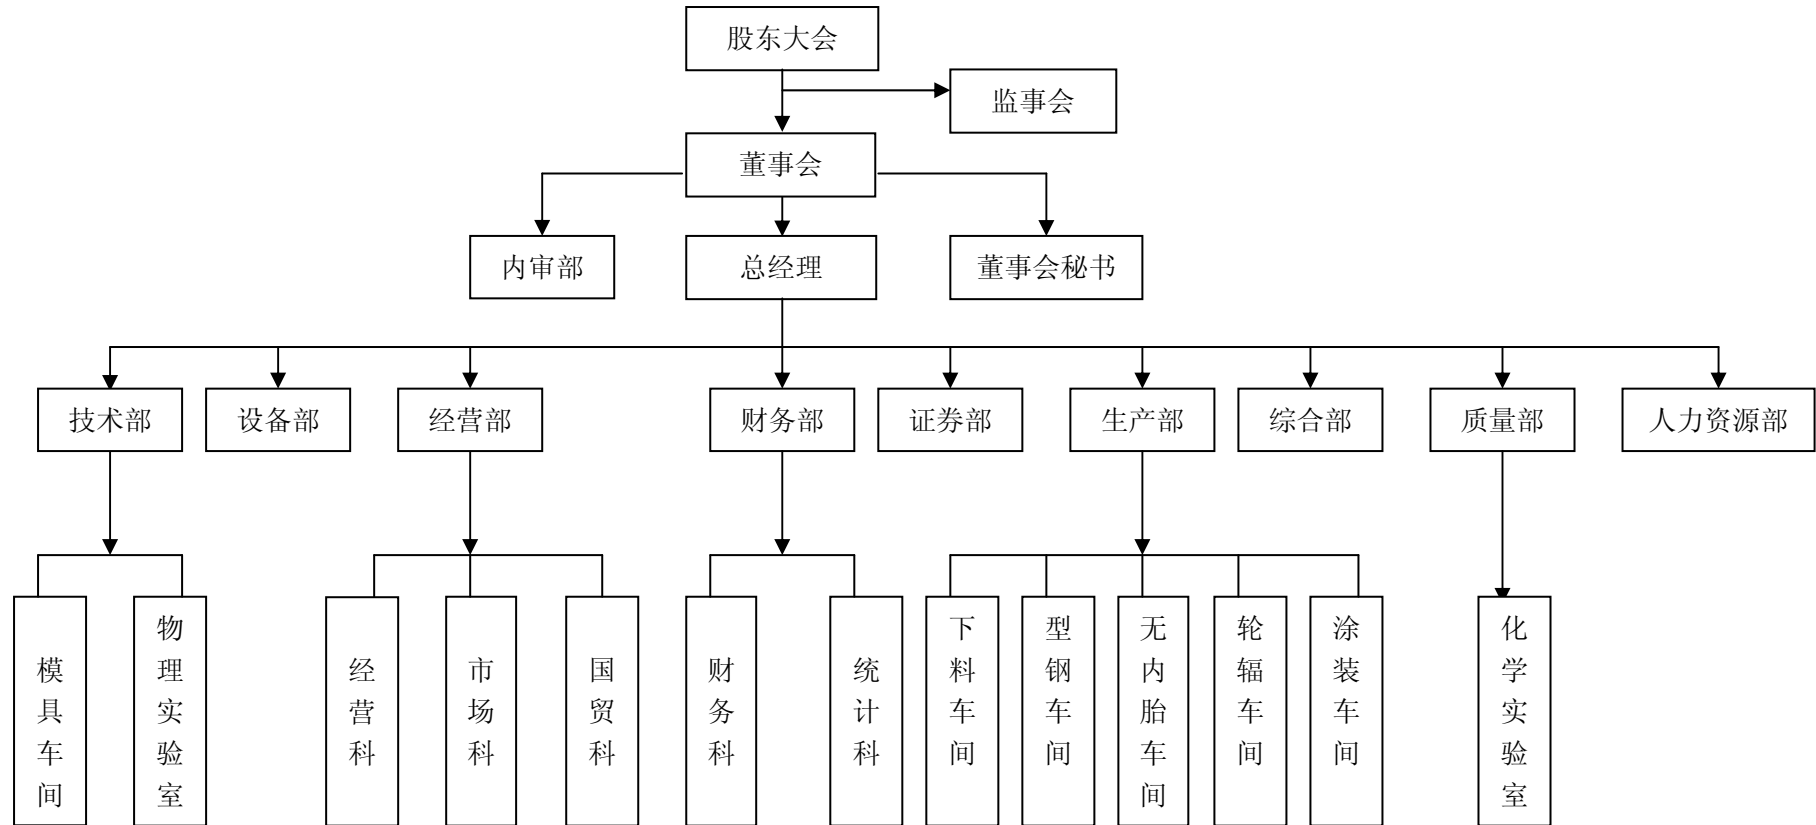 股东大会
监事会
董事会
内审部
总经理
董事会秘书
技术部
设备部
经营部
财务部
证券部
生产部
综合部
质量部
人力资源部
模具车间
物理实验室
经营科
市场科
国贸科
财务科
统计科
下料车间
型钢车间
无内胎车间
轮辐车间
涂装车间
化学实验室